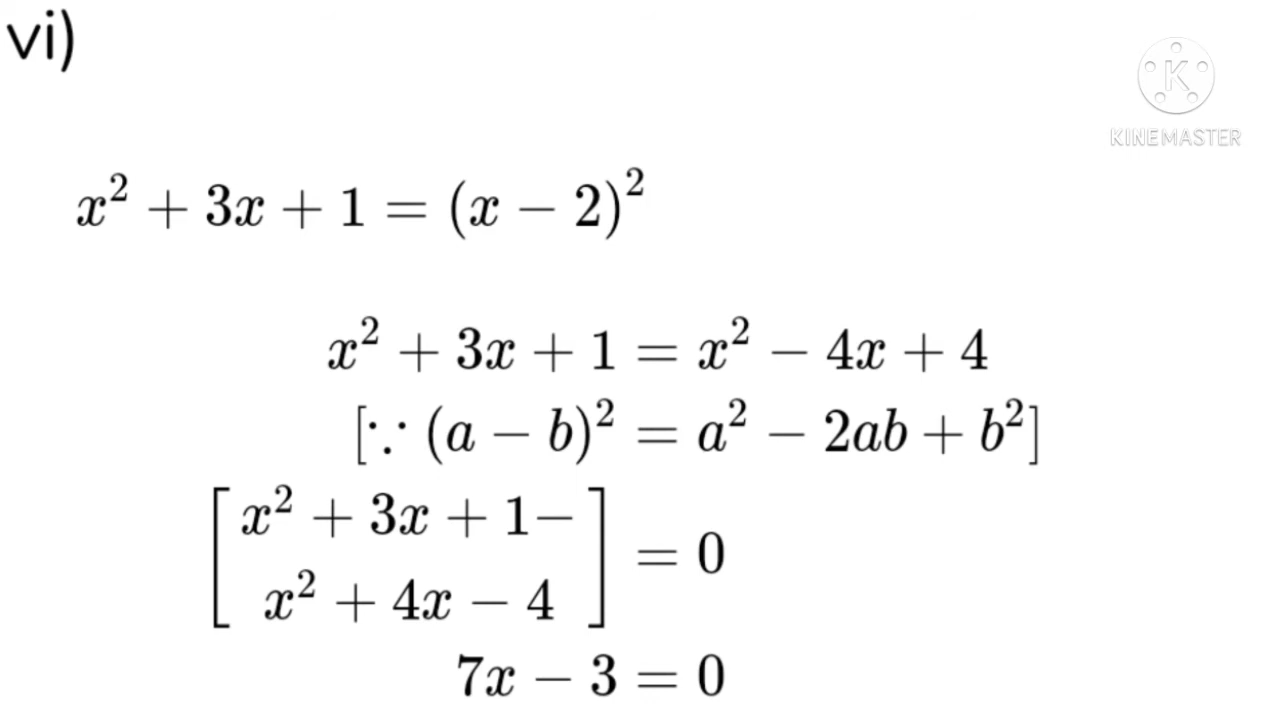 vi)
K
KINEMASTER
x² + 3x + 1 = (x − 2)²
x² + 3x + 1 = x² − 4x + 4
[∵ (a − b)² = a² − 2ab + b²]
[x² + 3x + 1−
x² + 4x − 4] = 0
7x − 3 = 0